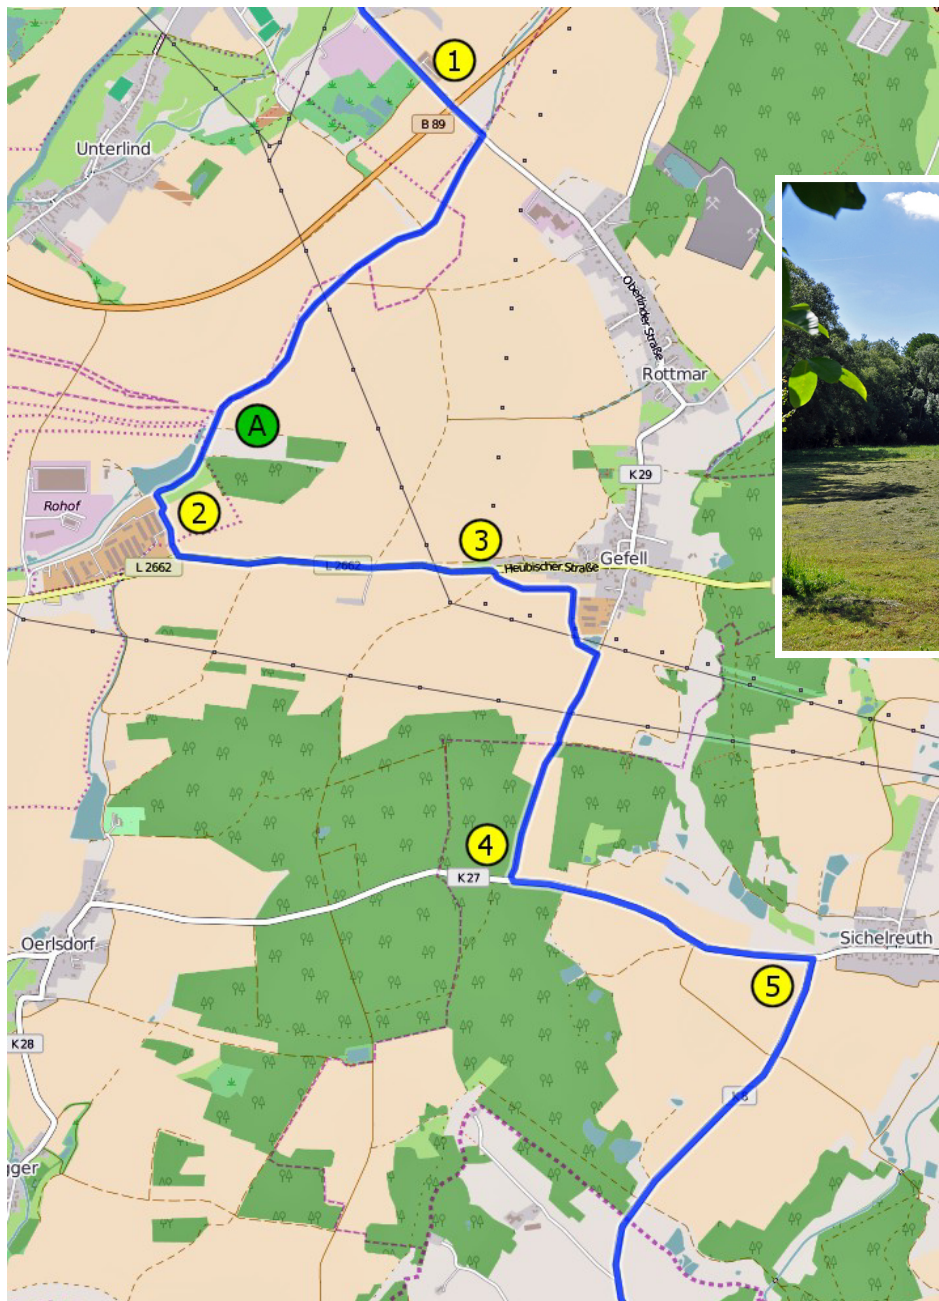 1
B 89
Unterlind
Oberlinder Straße
Rottmar
A
K 29
Rohof
2
3
L 2662
L 2662
Heubischer Straße
Gefell
4
K 27
Oerlsdorf
Sichelreuth
5
K 28
K 8
gger